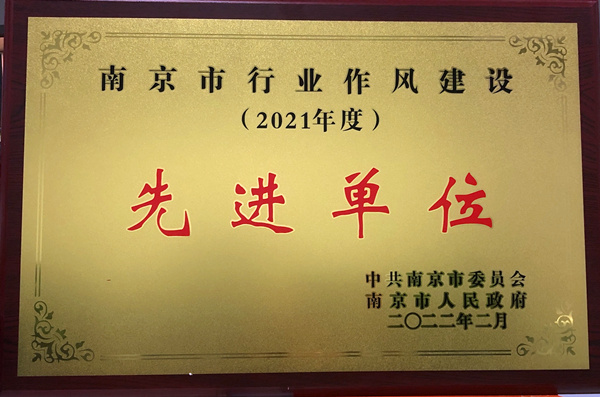 南京市行业作风建设
（2021年度）
先进单位
中共南京市委员会
南京市人民政府
二〇二二年二月